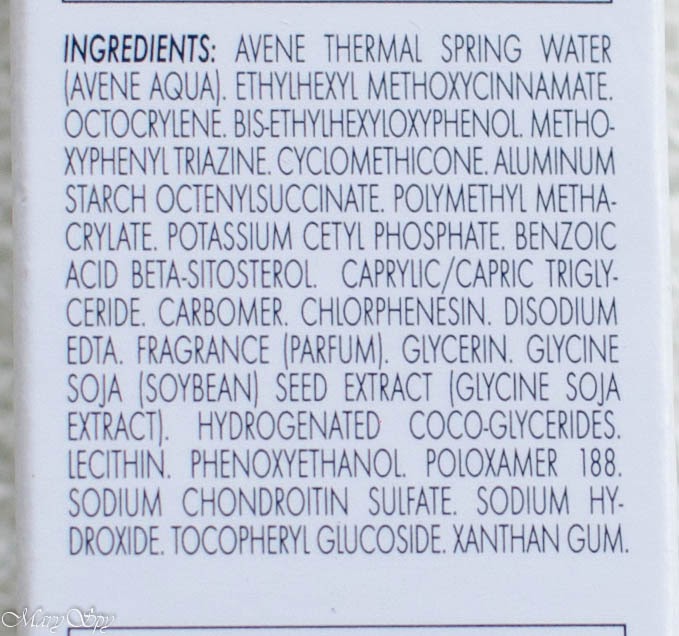 INGREDIENTS: AVENE THERMAL SPRING WATER
(AVENE AQUA). ETHYLHEXYL METHOXYCINNAMATE.
OCTOCRYLENE. BIS-ETHYLHEXYLOXYPHENOL. METHO-
XYPHENYL TRIAZINE. CYCLOMETHICONE. ALUMINUM
STARCH OCTENYLSUCCINATE. POLYMETHYL METHA-
CRYLATE. POTASSIUM CETYL PHOSPHATE. BENZOIC
ACID BETA-SITOSTEROL. CAPRYLIC/CAPRIC TRIGLY-
CERIDE. CARBOMER. CHLORPHENESIN. DISODIUM
EDTA. FRAGRANCE (PARFUM). GLYCERIN. GLYCINE
SOJA (SOYBEAN) SEED EXTRACT (GLYCINE SOJA
EXTRACT). HYDROGENATED COCO-GLYCERIDES.
LECITHIN. PHENOXYETHANOL. POLOXAMER 188.
SODIUM CHONDROITIN SULFATE. SODIUM HY-
DROXIDE. TOCOPHERYL GLUCOSIDE. XANTHAN GUM.
Mary Spy